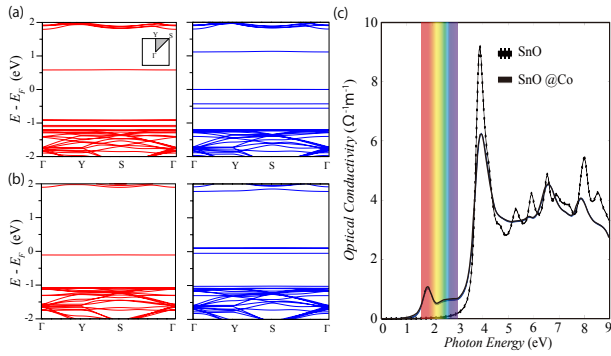 (a)
2
1
0
-1
-2
E - E_F (eV)
Y S
Γ
Γ Y S Γ
Γ Y S Γ
(b)
2
1
0
-1
-2
E - E_F (eV)
Γ Y S Γ
Γ Y S Γ
(c)
10
8
6
4
2
0
Optical Conductivity (Ω⁻¹m⁻¹)
SnO
SnO @Co
0 1 2 3 4 5 6 7 8 9
Photon Energy (eV)